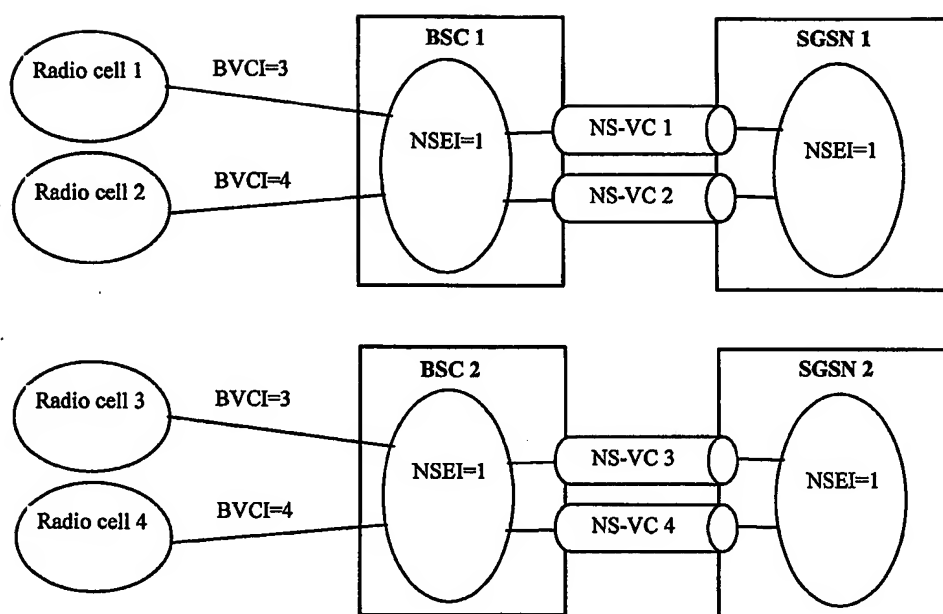 BSC 1
SGSN 1
Radio cell 1
BVCI=3
NSEI=1
NS-VC 1
NSEI=1
Radio cell 2
BVCI=4
NS-VC 2
BSC 2
SGSN 2
Radio cell 3
BVCI=3
NSEI=1
NS-VC 3
NSEI=1
Radio cell 4
BVCI=4
NS-VC 4